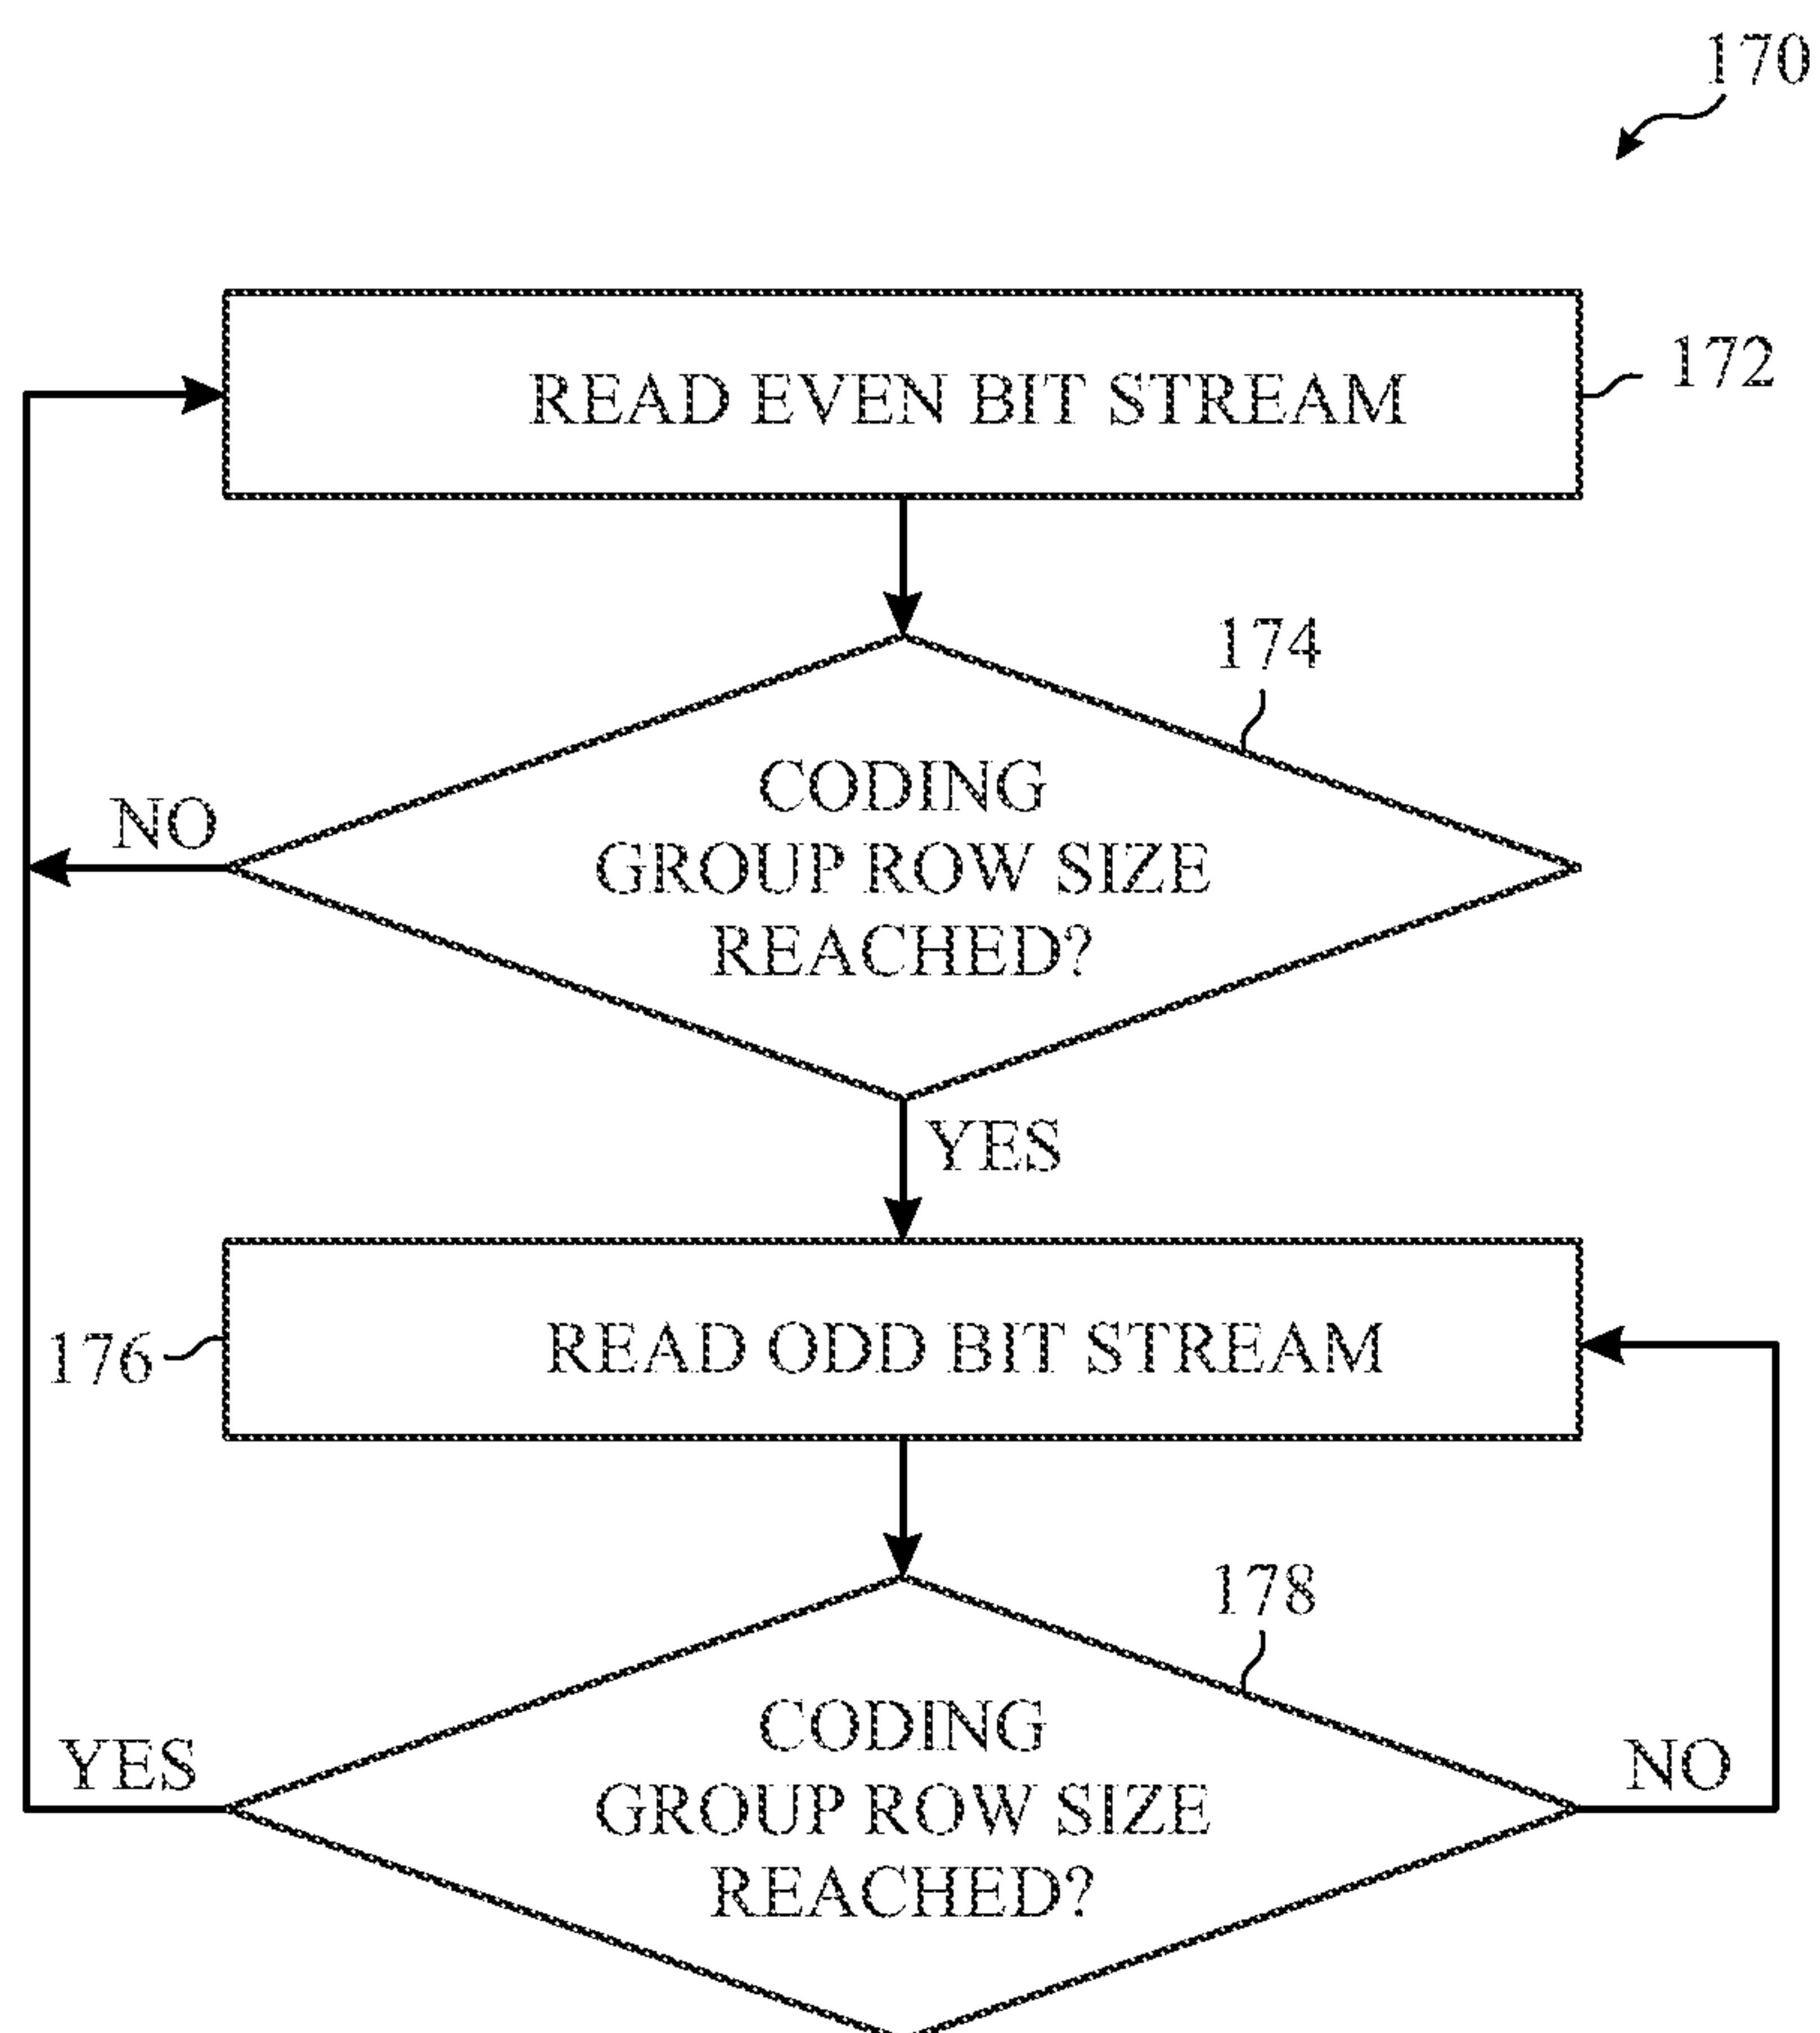 170
READ EVEN BIT STREAM
172
174
CODING
GROUP ROW SIZE
REACHED?
NO
YES
READ ODD BIT STREAM
176
178
CODING
GROUP ROW SIZE
REACHED?
YES
NO